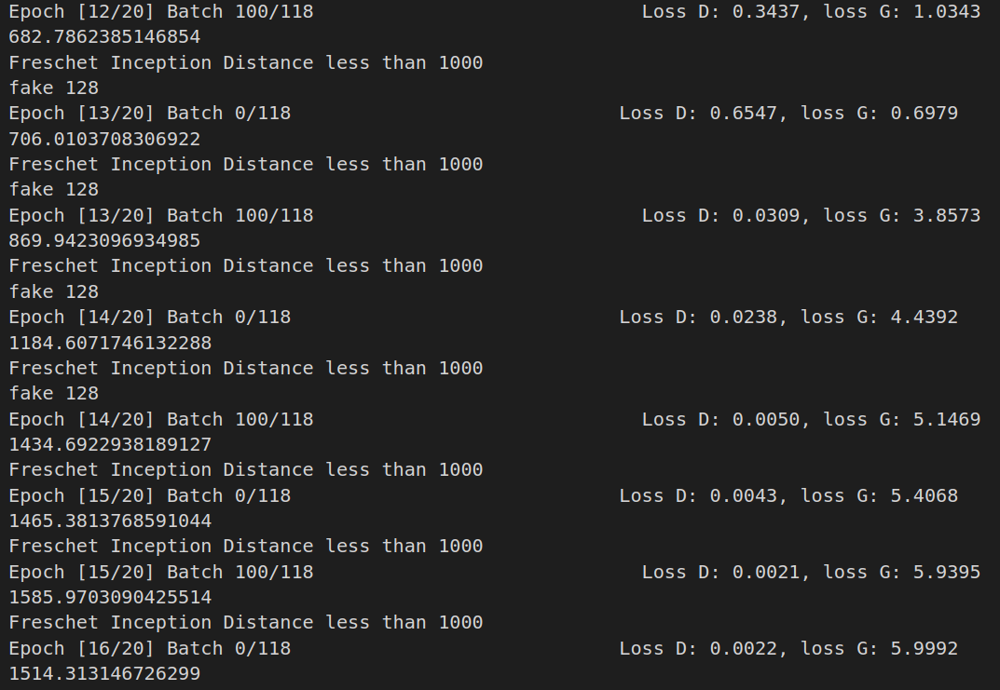 Epoch [12/20] Batch 100/118                             Loss D: 0.3437, loss G: 1.0343
682.7862385146854
Freschet Inception Distance less than 1000
fake 128
Epoch [13/20] Batch 0/118                             Loss D: 0.6547, loss G: 0.6979
706.0103708306922
Freschet Inception Distance less than 1000
fake 128
Epoch [13/20] Batch 100/118                             Loss D: 0.0309, loss G: 3.8573
869.9423096934985
Freschet Inception Distance less than 1000
fake 128
Epoch [14/20] Batch 0/118                             Loss D: 0.0238, loss G: 4.4392
1184.6071746132288
Freschet Inception Distance less than 1000
fake 128
Epoch [14/20] Batch 100/118                             Loss D: 0.0050, loss G: 5.1469
1434.6922938189127
Freschet Inception Distance less than 1000
Epoch [15/20] Batch 0/118                             Loss D: 0.0043, loss G: 5.4068
1465.3813768591044
Freschet Inception Distance less than 1000
Epoch [15/20] Batch 100/118                             Loss D: 0.0021, loss G: 5.9395
1585.9703090425514
Freschet Inception Distance less than 1000
Epoch [16/20] Batch 0/118                             Loss D: 0.0022, loss G: 5.9992
1514.313146726299